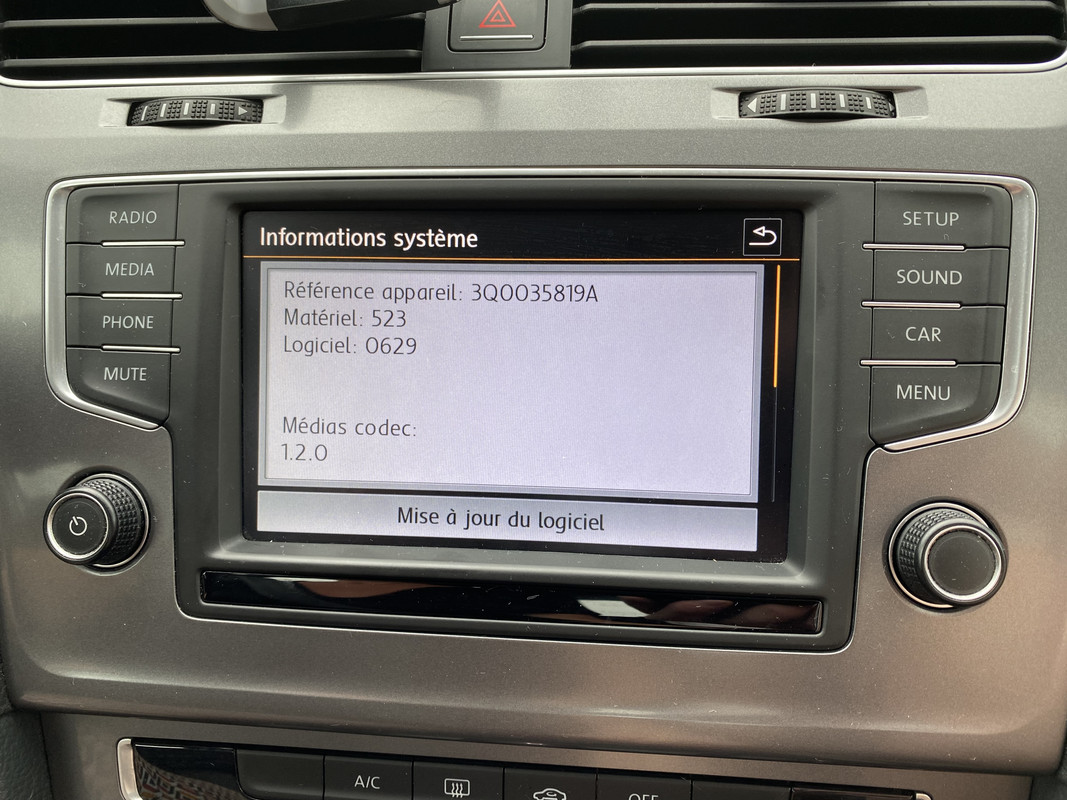 RADIO
MEDIA
PHONE
MUTE
Informations système
Référence appareil: 3Q0035819A
Matériel: 523
Logiciel: 0629
Médias codec:
1.2.0
Mise à jour du logiciel
SETUP
SOUND
CAR
MENU
A/C
OFF